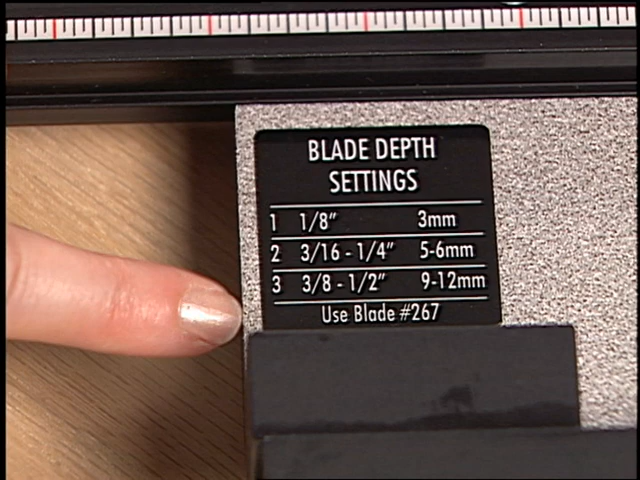 BLADE DEPTH
SETTINGS
1 1/8" 3mm
2 3/16 - 1/4" 5-6mm
3 3/8 - 1/2" 9-12mm
Use Blade #267